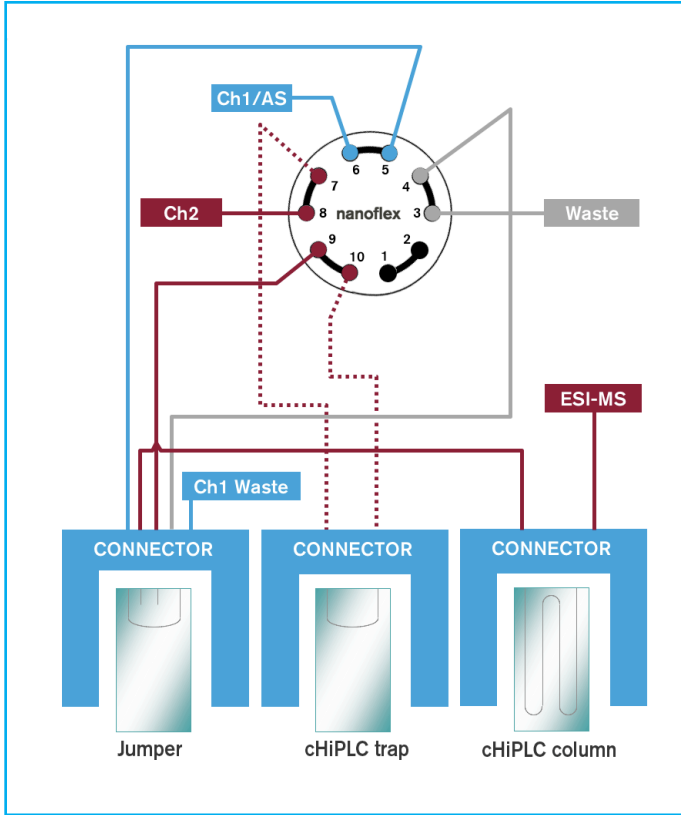 Ch1/AS
6
5
7
4
Ch2
8
nanoflex
3
Waste
9
2
10
1
ESI-MS
Ch1 Waste
CONNECTOR
CONNECTOR
CONNECTOR
Jumper
cHiPLC trap
cHiPLC column